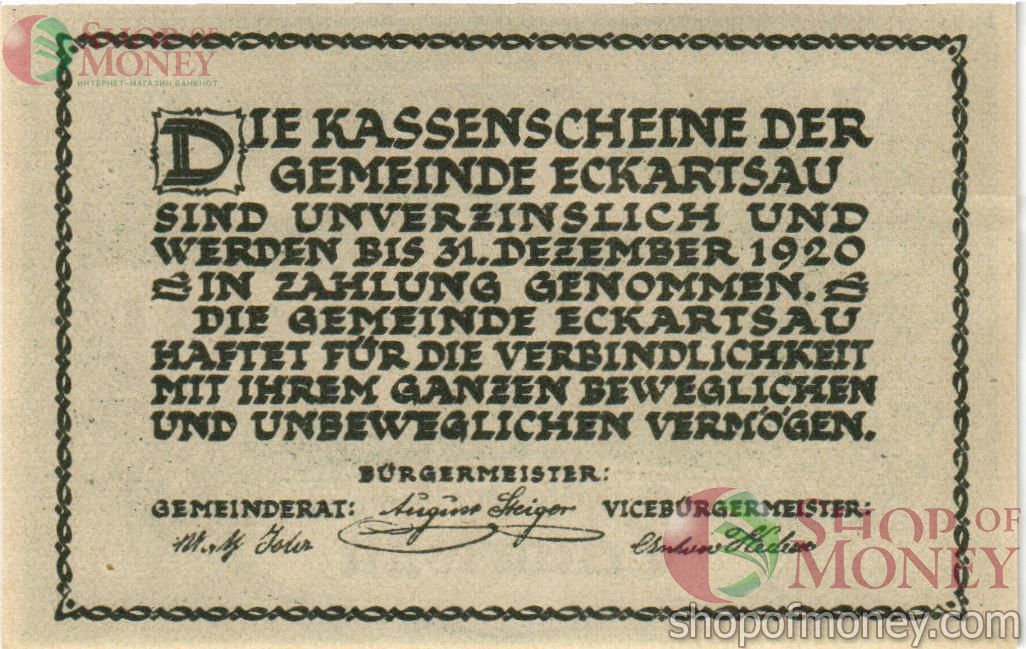 SHOP OF
MONEY
ИНТЕРНЕТ-МАГАЗИН БАНКНОТ
DIE KASSENSCHEINE DER
GEMEINDE ECKARTSAU
SIND UNVERZINSLICH UND
WERDEN BIS 31. DEZEMBER 1920
IN ZAHLUNG GENOMMEN.
DIE GEMEINDE ECKARTSAU
HAFTET FÜR DIE VERBINDLICHKEIT
MIT IHREM GANZEN BEWEGLICHEN
UND UNBEWEGLICHEN VERMÖGEN.
BÜRGERMEISTER:
GEMEINDERAT: August Steiger VICEBÜRGERMEISTER:
Anton
SHOP OF
MONEY
shopofmoney.com